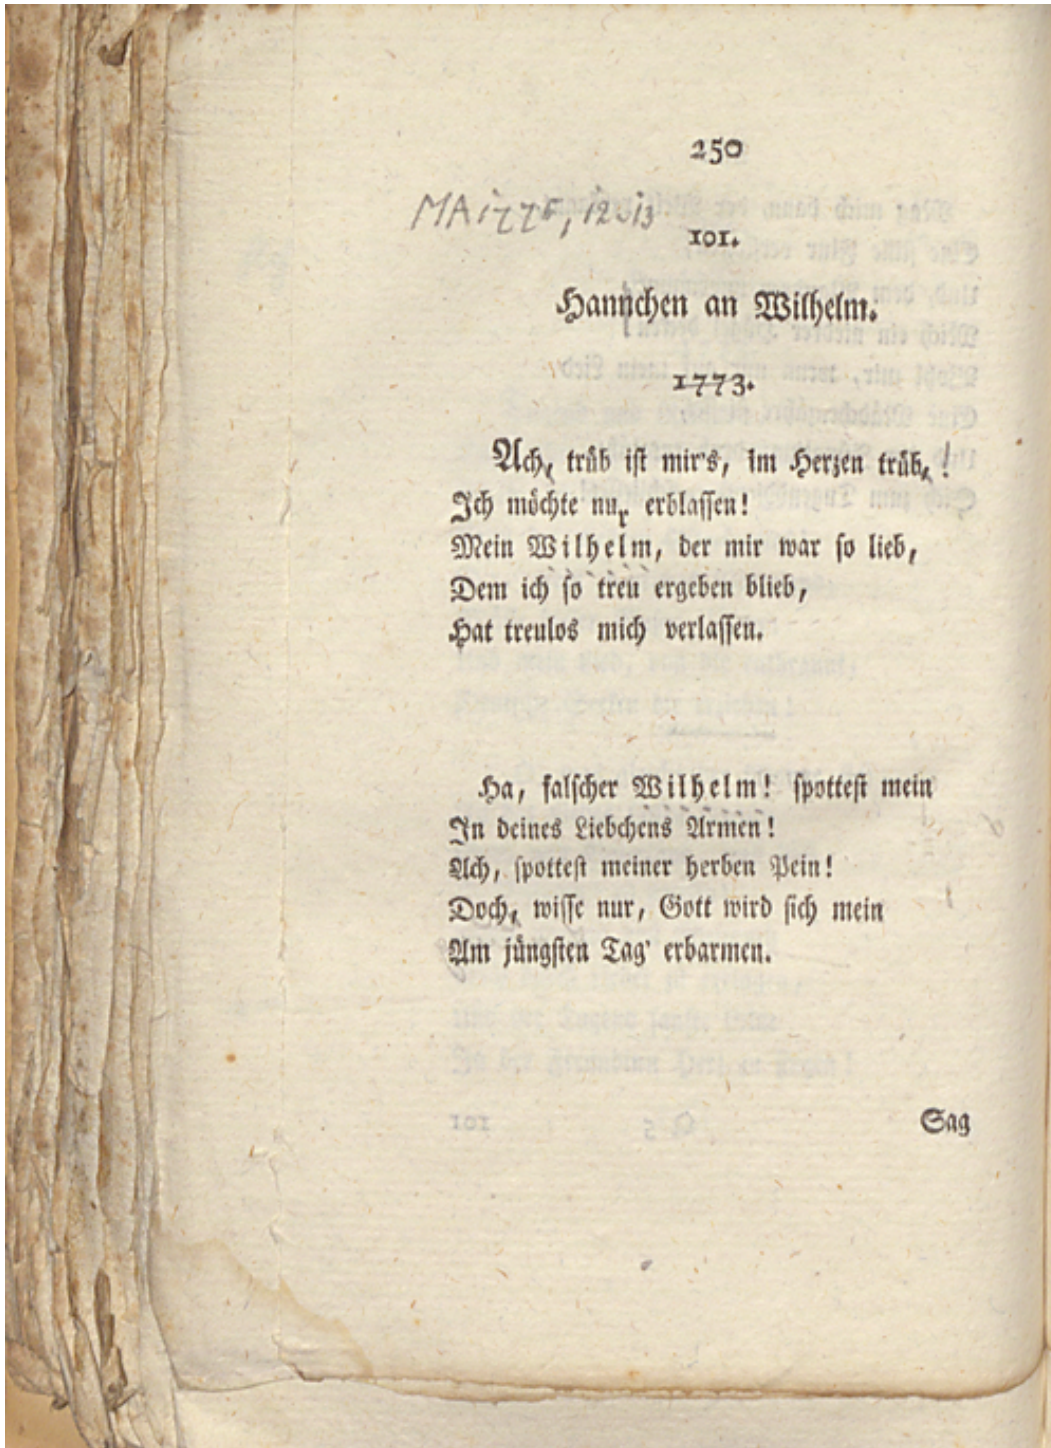 250
MA 1775, 12
101.
Hannchen an Wilhelm.
1773.
Ach, trüb ist mir's, im Herzen trüb, !
Ich möchte nur erblassen!
Mein Wilhelm, der mir war so lieb,
Dem ich so treu ergeben blieb,
Hat treulos mich verlassen.
Ha, falscher Wilhelm! spottest mein
In deines Liebchens Armen!
Ach, spottest meiner herben Pein!
Doch, wisse nur, Gott wird sich mein
Am jüngsten Tag' erbarmen.
Sag